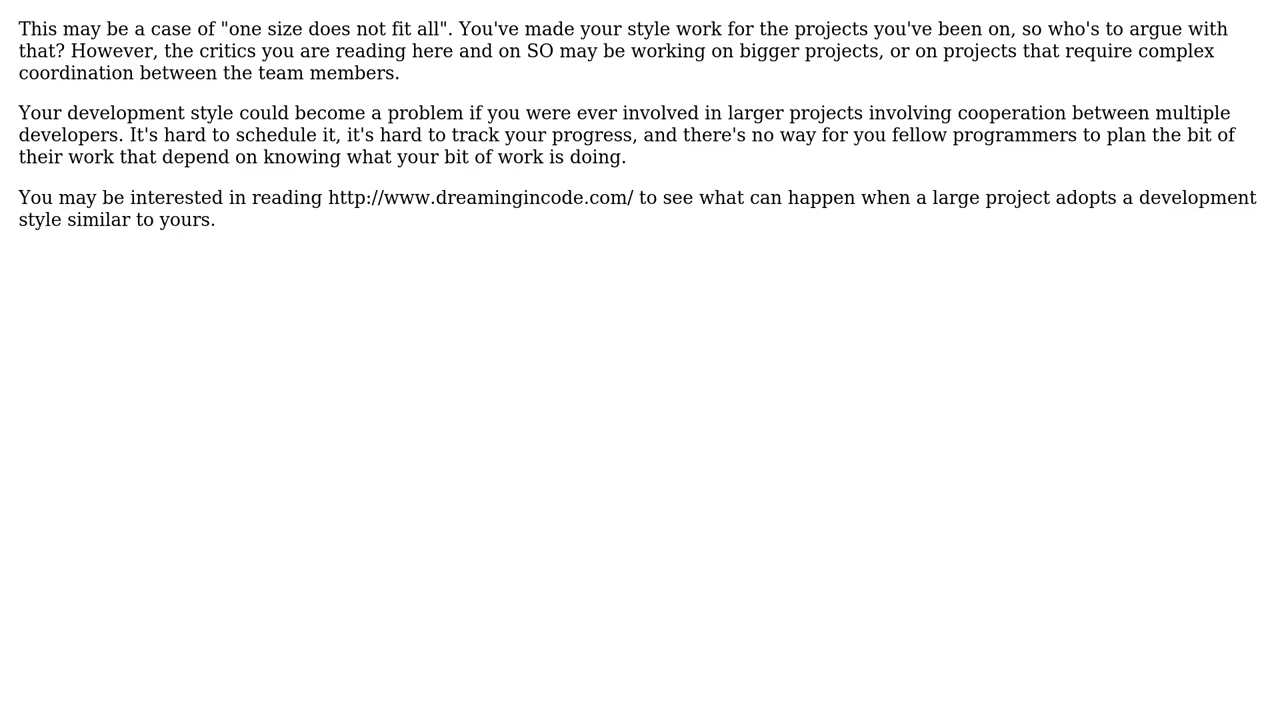 This may be a case of "one size does not fit all". You've made your style work for the projects you've been on, so who's to argue with
that? However, the critics you are reading here and on SO may be working on bigger projects, or on projects that require complex
coordination between the team members.
Your development style could become a problem if you were ever involved in larger projects involving cooperation between multiple
developers. It's hard to schedule it, it's hard to track your progress, and there's no way for you fellow programmers to plan the bit of
their work that depend on knowing what your bit of work is doing.
You may be interested in reading http://www.dreamingincode.com/ to see what can happen when a large project adopts a development
style similar to yours.